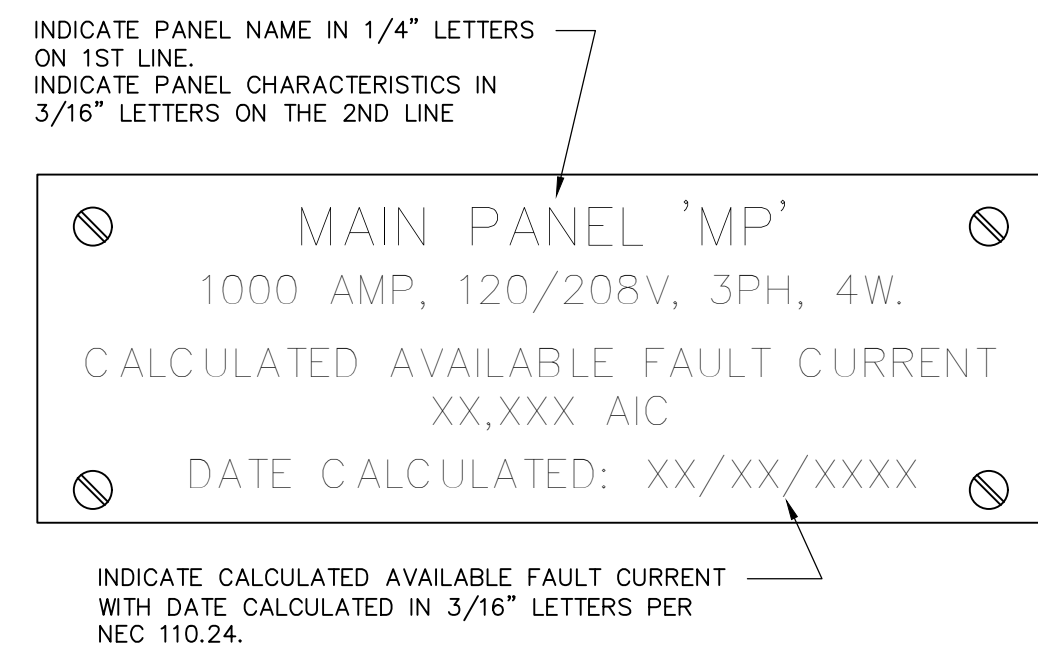 INDICATE PANEL NAME IN 1/4" LETTERS
ON 1ST LINE.
INDICATE PANEL CHARACTERISTICS IN
3/16" LETTERS ON THE 2ND LINE
MAIN PANEL 'MP'
1000 AMP, 120/208V, 3PH, 4W.
CALCULATED AVAILABLE FAULT CURRENT
XX,XXX AIC
DATE CALCULATED: XX/XX/XXXX
INDICATE CALCULATED AVAILABLE FAULT CURRENT
WITH DATE CALCULATED IN 3/16" LETTERS PER
NEC 110.24.